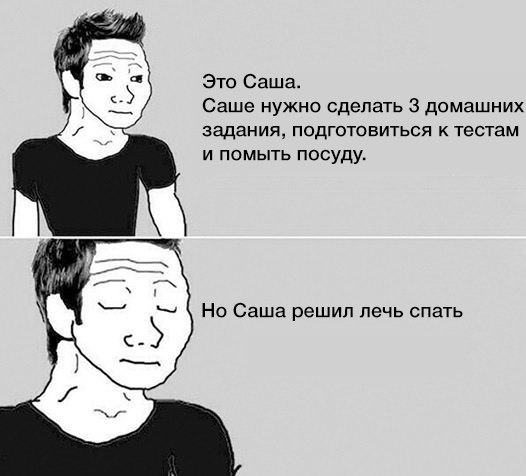 Это Саша.
Саше нужно сделать 3 домашних
задания, подготовиться к тестам
и помыть посуду.
Но Саша решил лечь спать